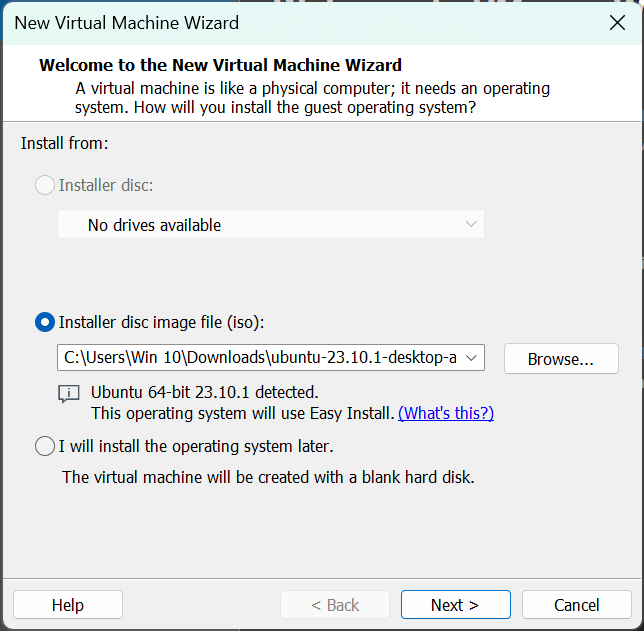 New Virtual Machine Wizard
Welcome to the New Virtual Machine Wizard
A virtual machine is like a physical computer; it needs an operating
system. How will you install the guest operating system?
Install from:
Installer disc:
No drives available
Installer disc image file (iso):
C:\Users\Win 10\Downloads\ubuntu-23.10.1-desktop-a
Browse...
Ubuntu 64-bit 23.10.1 detected.
This operating system will use Easy Install. (What's this?)
I will install the operating system later.
The virtual machine will be created with a blank hard disk.
Help
< Back
Next >
Cancel